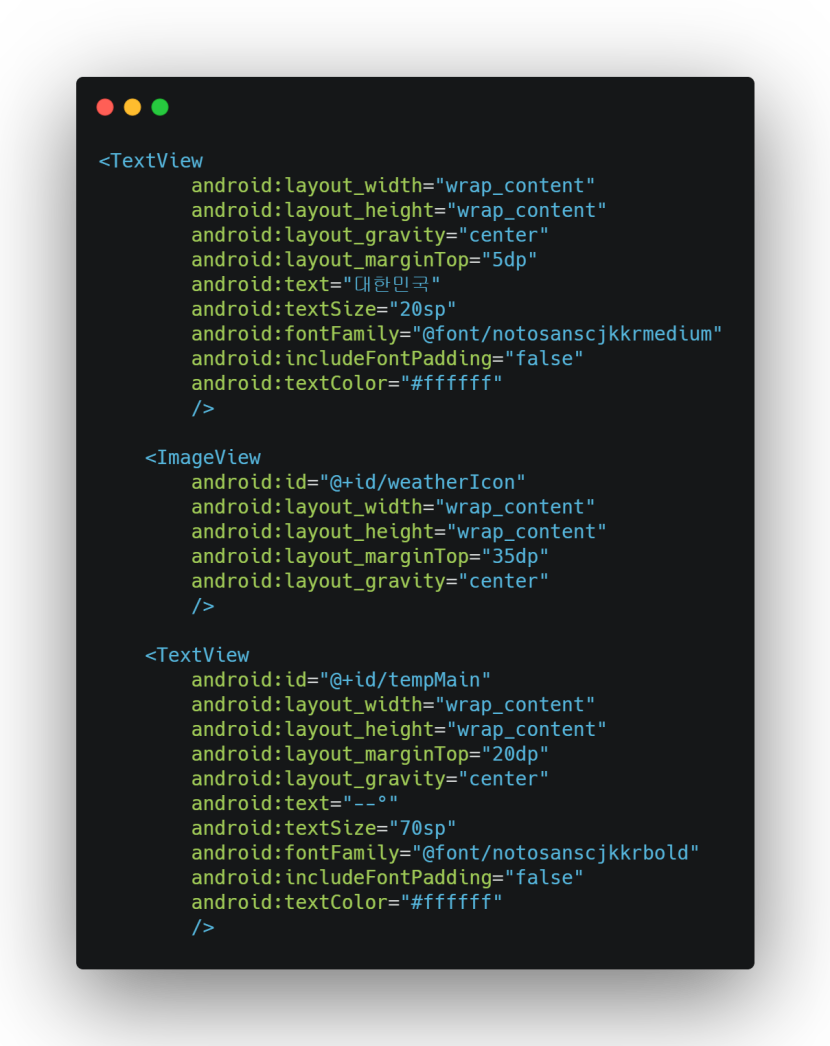 <TextView
        android:layout_width="wrap_content"
        android:layout_height="wrap_content"
        android:layout_gravity="center"
        android:layout_marginTop="5dp"
        android:text="대한민국"
        android:textSize="20sp"
        android:fontFamily="@font/notosanscjkkrmedium"
        android:includeFontPadding="false"
        android:textColor="#ffffff"
        />

    <ImageView
        android:id="@+id/weatherIcon"
        android:layout_width="wrap_content"
        android:layout_height="wrap_content"
        android:layout_marginTop="35dp"
        android:layout_gravity="center"
        />

    <TextView
        android:id="@+id/tempMain"
        android:layout_width="wrap_content"
        android:layout_height="wrap_content"
        android:layout_marginTop="20dp"
        android:layout_gravity="center"
        android:text="--°"
        android:textSize="70sp"
        android:fontFamily="@font/notosanscjkkrbold"
        android:includeFontPadding="false"
        android:textColor="#ffffff"
        />